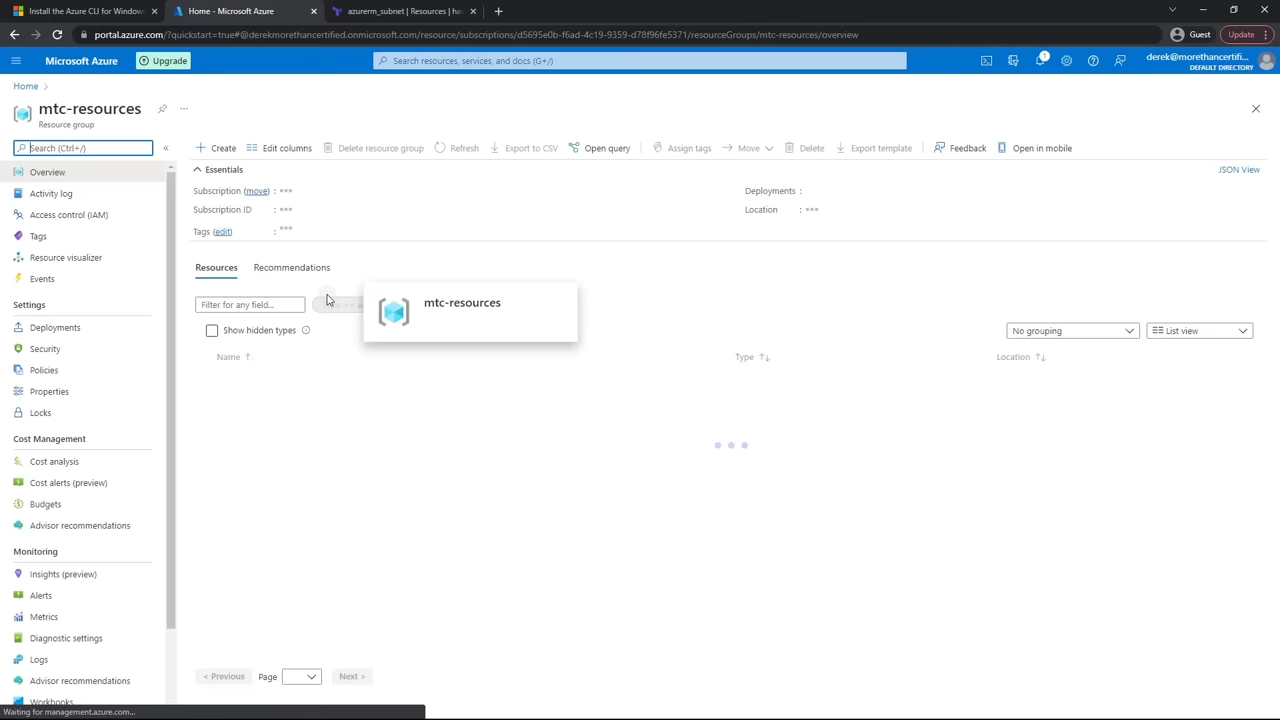 Install the Azure CLI for Window
Home - Microsoft Azure
azurerm_subnet | Resources | has
portal.azure.com/?quickstart=true#@derekmorethancertified.onmicrosoft.com/resource/subscriptions/d5695e0b-f6ad-4c19-9359-d78f96fe5371/resourceGroups/mtc-resources/overview
Guest
Update
Microsoft Azure
Upgrade
Search resources, services, and docs (G+/)
1
derek@morethancertifi...
DEFAULT DIRECTORY
Home
mtc-resources
Resource group
Search (Ctrl+/)
«
Create
Edit columns
Delete resource group
Refresh
Export to CSV
Open query
Assign tags
Move
Delete
Export template
Feedback
Open in mobile
Overview
Activity log
Access control (IAM)
Tags
Resource visualizer
Events
Settings
Deployments
Security
Policies
Properties
Locks
Cost Management
Cost analysis
Cost alerts (preview)
Budgets
Advisor recommendations
Monitoring
Insights (preview)
Alerts
Metrics
Diagnostic settings
Logs
Advisor recommendations
Workbooks
Essentials
JSON View
Subscription (move) :
Deployments :
Subscription ID :
Location :
Tags (edit) :
Resources
Recommendations
Filter for any field...
mtc-resources
Show hidden types
No grouping
List view
Name
Type
Location
< Previous
Page
Next >
Waiting for management.azure.com...